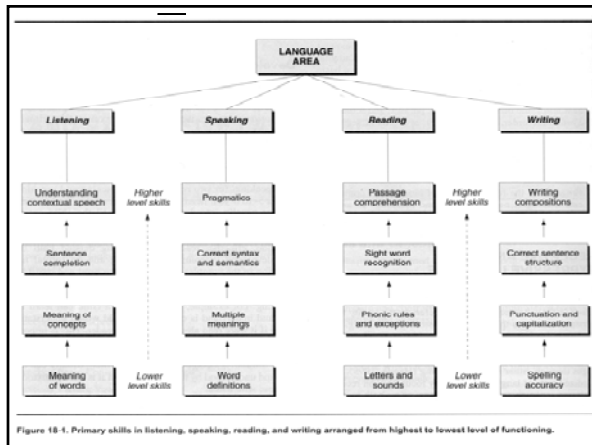 LANGUAGE
AREA
Listening
Speaking
Reading
Writing
Understanding
contextual speech
Higher
level skills
Pragmatics
Passage
comprehension
Higher
level skills
Writing
compositions
Sentence
completion
Correct syntax
and semantics
Sight word
recognition
Correct sentence
structure
Meaning of
concepts
Multiple
meanings
Phonic rules
and exceptions
Punctuation and
capitalization
Meaning
of words
Lower
level skills
Word
definitions
Letters and
sounds
Lower
level skills
Spelling
accuracy
Figure 18-1. Primary skills in listening, speaking, reading, and writing arranged from highest to lowest level of functioning.